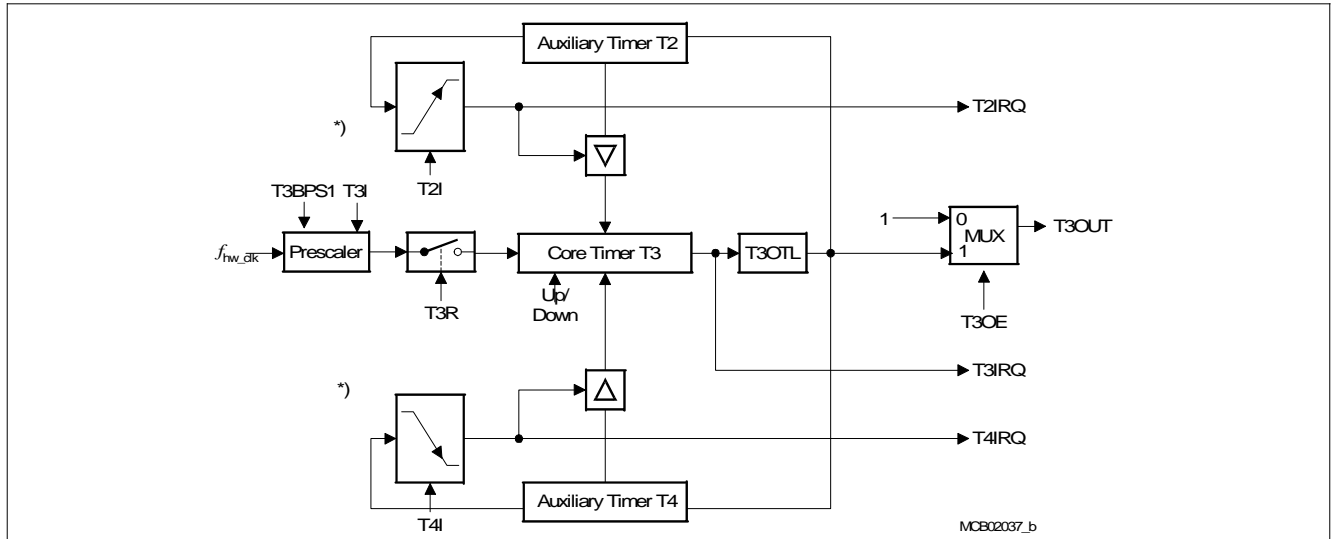 Auxiliary Timer T2
T2IRQ
*)
T2I
T3BPS1 T3I
fhw_clk
Prescaler
T3R
Core Timer T3
Up/
Down
T3OTL
1
0
MUX
1
T3OUT
T3OE
T3IRQ
*)
T4IRQ
Auxiliary Timer T4
T4I
MCB02037_b